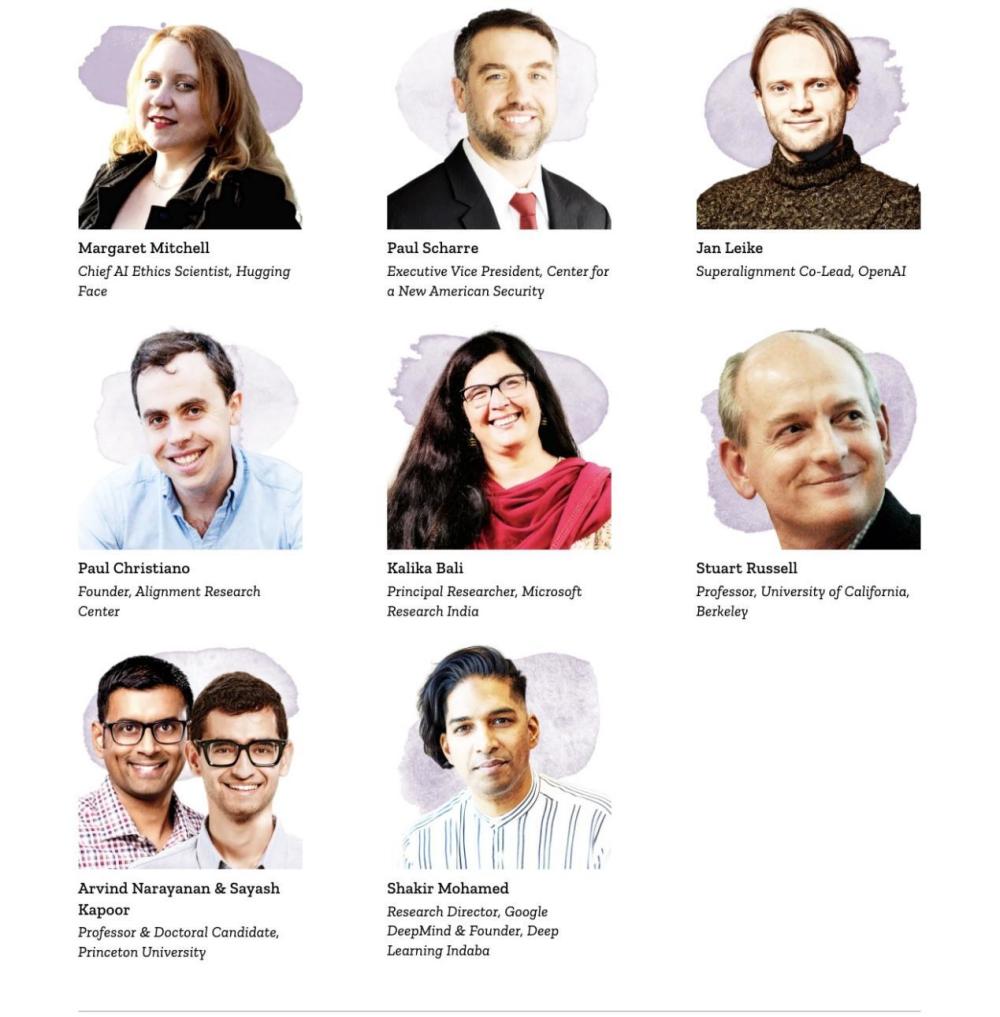 Margaret Mitchell
Chief AI Ethics Scientist, Hugging
Face
Paul Scharre
Executive Vice President, Center for
a New American Security
Jan Leike
Superalignment Co-Lead, OpenAI
Paul Christiano
Founder, Alignment Research
Center
Kalika Bali
Principal Researcher, Microsoft
Research India
Stuart Russell
Professor, University of California,
Berkeley
Arvind Narayanan & Sayash
Kapoor
Professor & Doctoral Candidate,
Princeton University
Shakir Mohamed
Research Director, Google
DeepMind & Founder, Deep
Learning Indaba